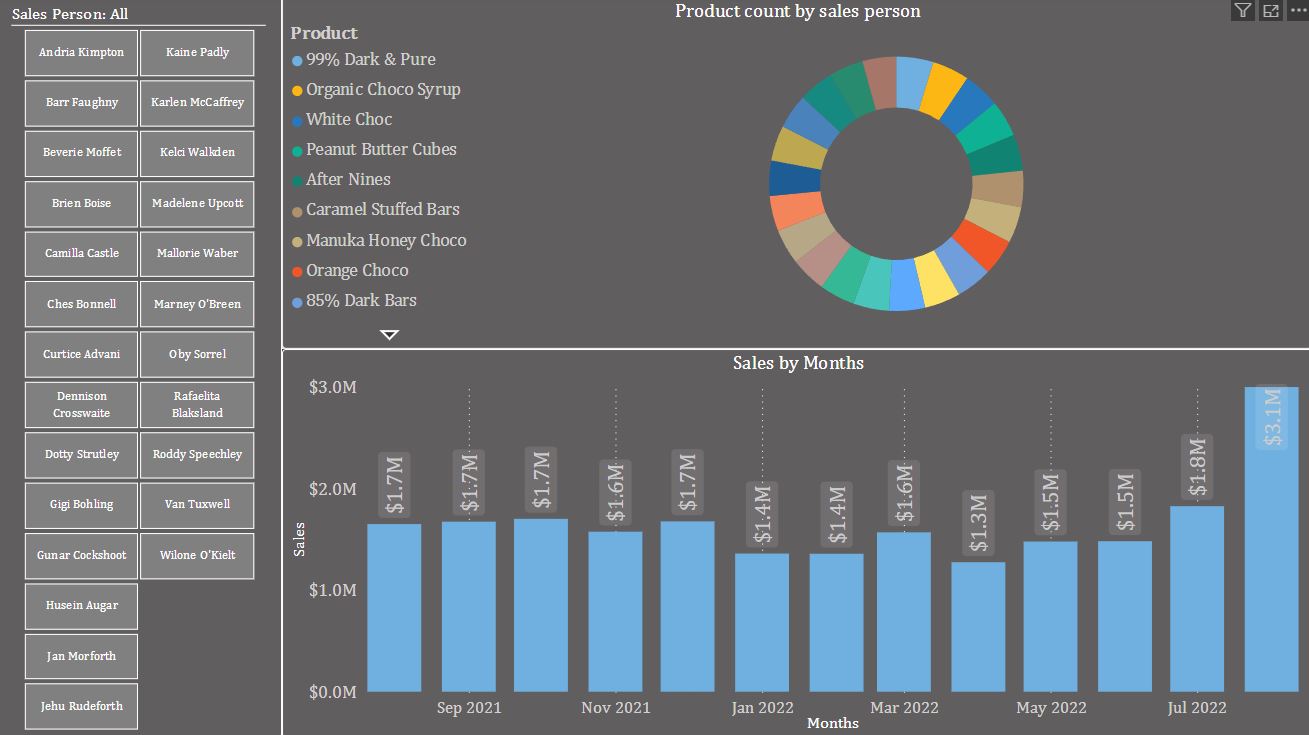 Sales Person: All
Andria Kimpton
Kaine Padly
Barr Faughny
Karlen McCaffrey
Beverie Moffet
Kelci Walkden
Brien Boise
Madelene Upcott
Camilla Castle
Mallorie Waber
Ches Bonnell
Marney O'Breen
Curtice Advani
Oby Sorrel
Dennison
Crosswaite
Rafaelita
Blaksland
Dotty Strutley
Roddy Speechley
Gigi Bohling
Van Tuxwell
Gunar Cockshoot
Wilone O'Kielt
Husein Augar
Jan Morforth
Jehu Rudeforth
Product count by sales person
Product
99% Dark & Pure
Organic Choco Syrup
White Choc
Peanut Butter Cubes
After Nines
Caramel Stuffed Bars
Manuka Honey Choco
Orange Choco
85% Dark Bars
Sales by Months
Sales
$3.0M
$2.0M
$1.0M
$0.0M
$1.7M
$1.7M
$1.7M
$1.6M
$1.7M
$1.4M
$1.4M
$1.6M
$1.3M
$1.5M
$1.5M
$1.8M
$3.1M
Sep 2021
Nov 2021
Jan 2022
Mar 2022
May 2022
Jul 2022
Months